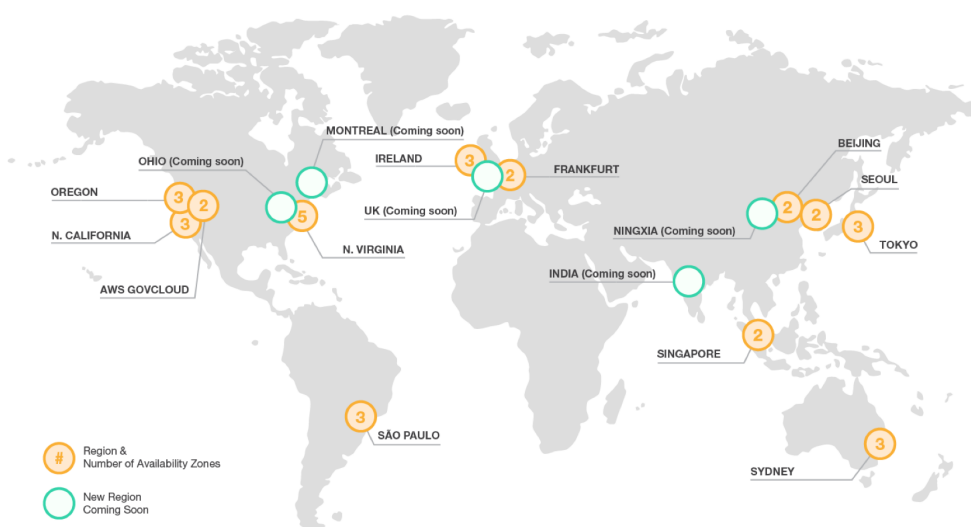 MONTREAL (Coming soon)
BEIJING
OHIO (Coming soon)
IRELAND
3
FRANKFURT
2
SEOUL
OREGON
3
2
UK (Coming soon)
2
2
N. CALIFORNIA
3
5
NINGXIA (Coming soon)
3
N. VIRGINIA
TOKYO
INDIA (Coming soon)
AWS GOVCLOUD
2
SINGAPORE
3
SÃO PAULO
3
SYDNEY
#
Region &
Number of Availability Zones
New Region
Coming Soon